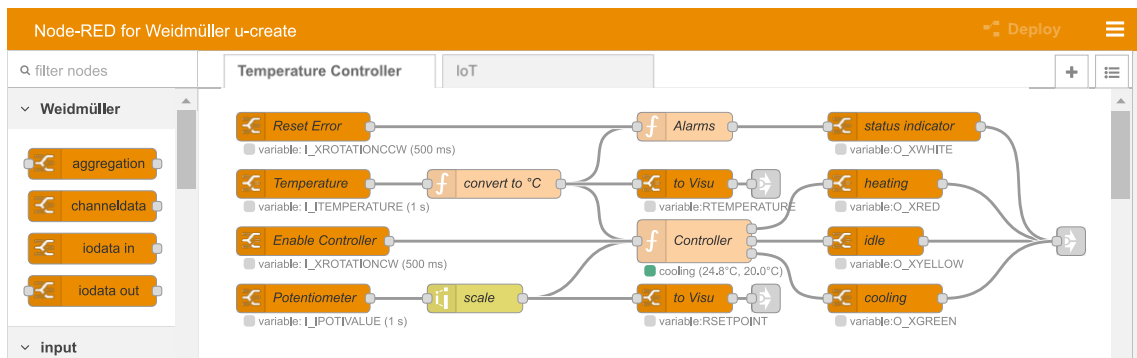 Node-RED for Weidmüller u-create
Deploy
filter nodes
Temperature Controller
IoT
Weidmüller
aggregation
channeldata
iodata in
iodata out
input
Reset Error
variable: I_XROTATIONCCW (500 ms)
Alarms
status indicator
variable:O_XWHITE
Temperature
variable: I_ITEMPERATURE (1 s)
convert to °C
to Visu
variable:RTEMPERATURE
heating
variable:O_XRED
Enable Controller
variable: I_XROTATIONCW (500 ms)
Controller
cooling (24.8°C, 20.0°C)
idle
variable:O_XYELLOW
Potentiometer
variable: I_IPOTIVALUE (1 s)
scale
to Visu
variable:RSETPOINT
cooling
variable:O_XGREEN